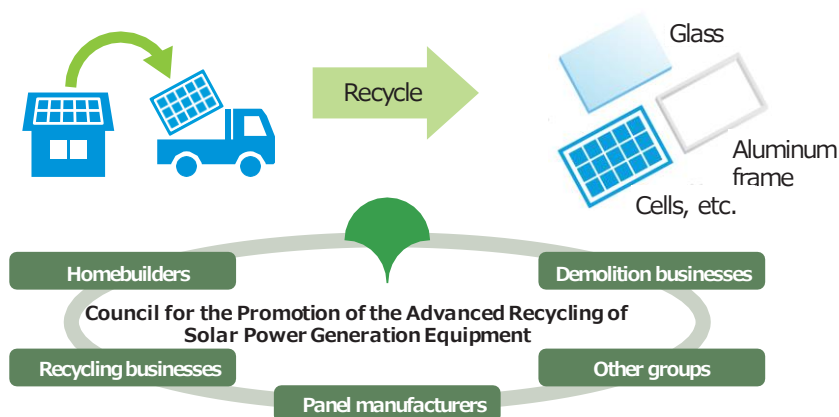 Glass
Recycle
Aluminum
frame
Cells, etc.
Homebuilders
Demolition businesses
Council for the Promotion of the Advanced Recycling of
Solar Power Generation Equipment
Recycling businesses
Other groups
Panel manufacturers